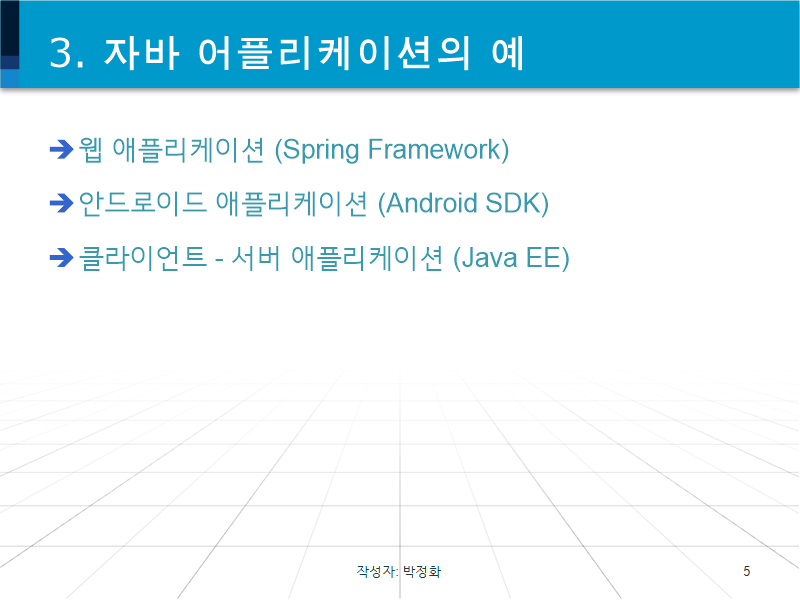 3. 자바 어플리케이션의 예
➔웹 애플리케이션 (Spring Framework)
➔안드로이드 애플리케이션 (Android SDK)
➔클라이언트 - 서버 애플리케이션 (Java EE)
작성자: 박정화
5